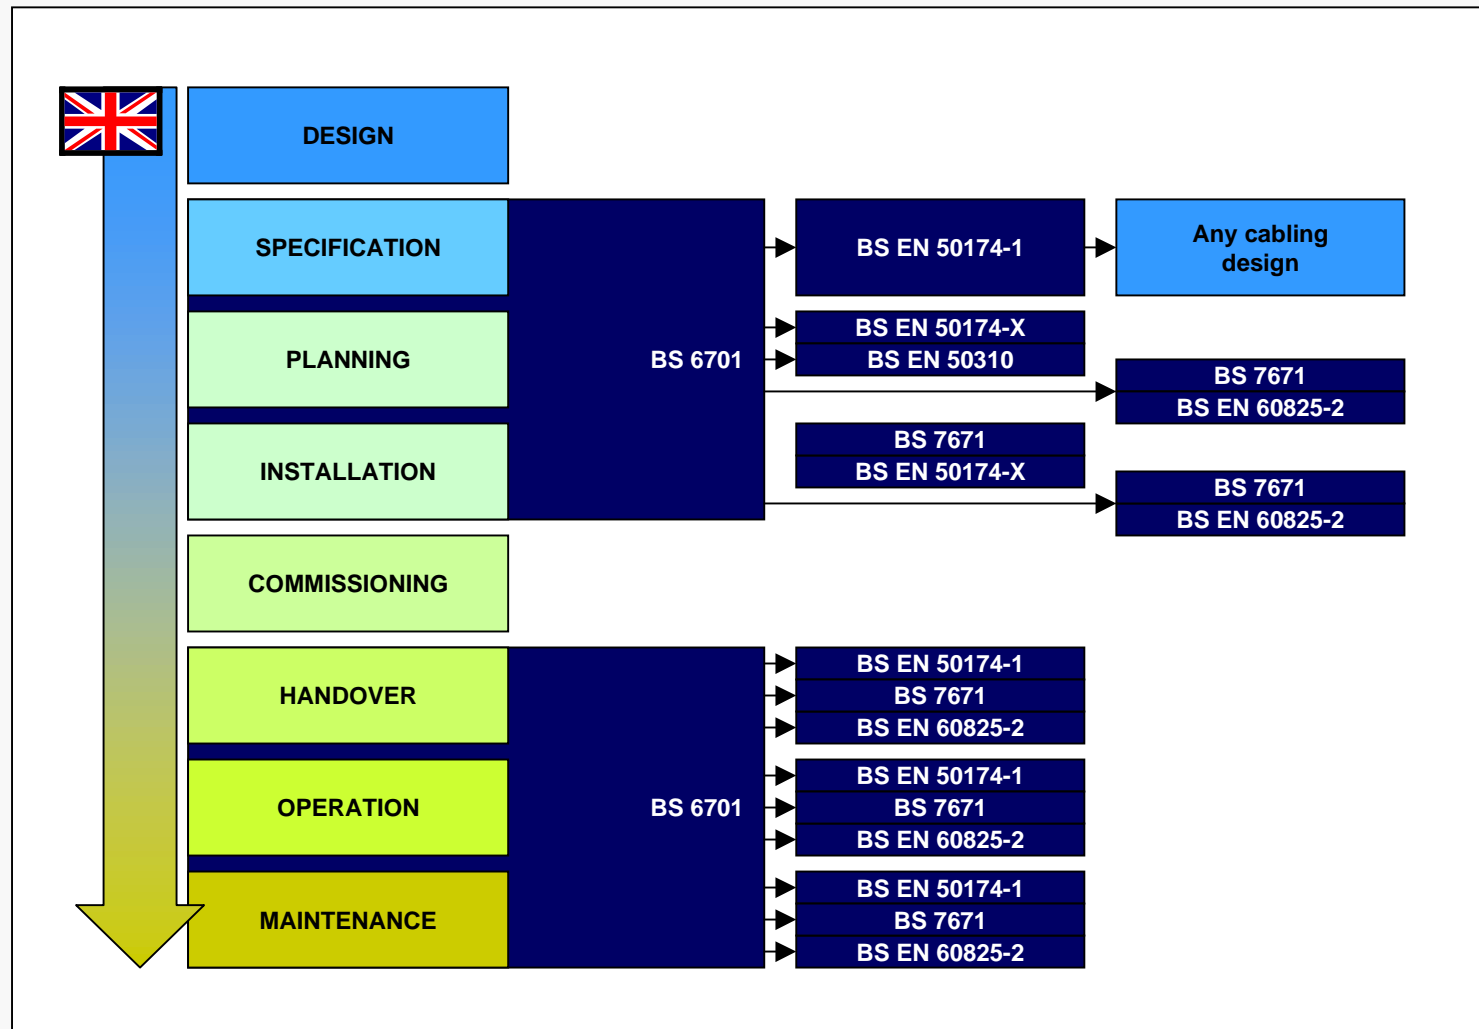 DESIGN
SPECIFICATION
BS EN 50174-1
Any cabling
design
PLANNING
BS 6701
BS EN 50174-X
BS EN 50310
BS 7671
BS EN 60825-2
INSTALLATION
BS 7671
BS EN 50174-X
BS 7671
BS EN 60825-2
COMMISSIONING
HANDOVER
BS EN 50174-1
BS 7671
BS EN 60825-2
OPERATION
BS 6701
BS EN 50174-1
BS 7671
BS EN 60825-2
MAINTENANCE
BS EN 50174-1
BS 7671
BS EN 60825-2